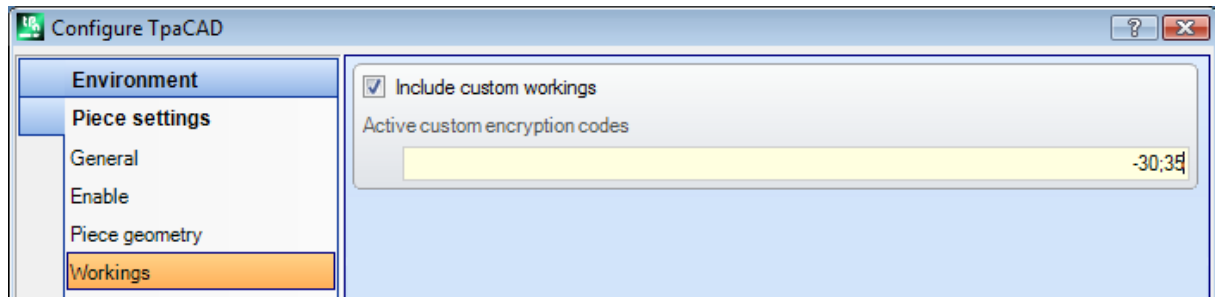 Configure TpaCAD
Environment
Piece settings
General
Enable
Piece geometry
Workings
Include custom workings
Active custom encryption codes
-30;35